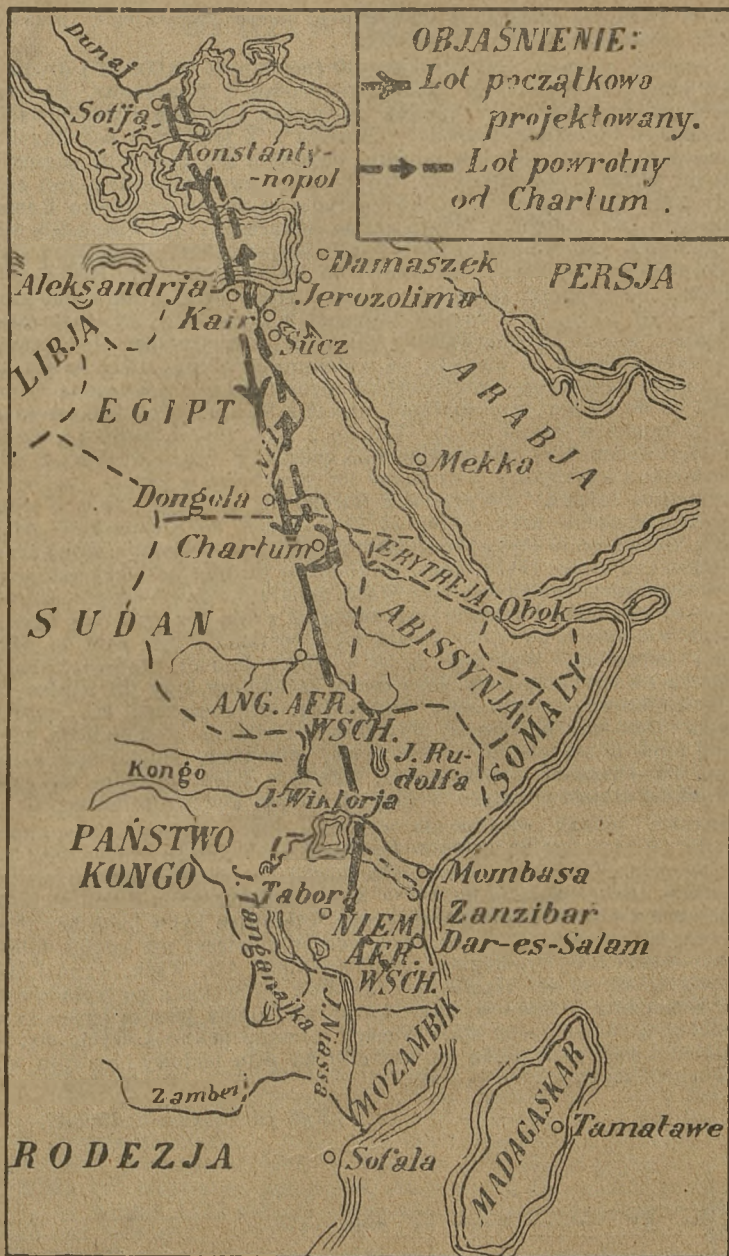 OBJAŚNIENIE:
Lot początkowo
projektowany.
Lot powrotny
od Chartum.
Dunaj
Sofja
Konstanty-
-nopol
Damaszek
PERSJA
Aleksandrja
Jerozolima
Kair
Sucz
LIBJA
ARABJA
EGIPT
Nil
Mekka
Dongola
Chartum
ERYTHEJA
Obok
SUDAN
ABISSYNJA
SOMALY
ANG. AFR.
WSCH.
J. Ru-
dolfa
Kongo
J. Wiktorja
PAŃSTWO
KONGO
Mombasa
Tabora
Zanzibar
NIEM.
AFR.
WSCH.
Dar-es-Salam
J. Tanganajka
J. Niassa
MOZAMBIK
Zambezi
MADAGASKAR
Tamatawe
RODEZJA
Sofala